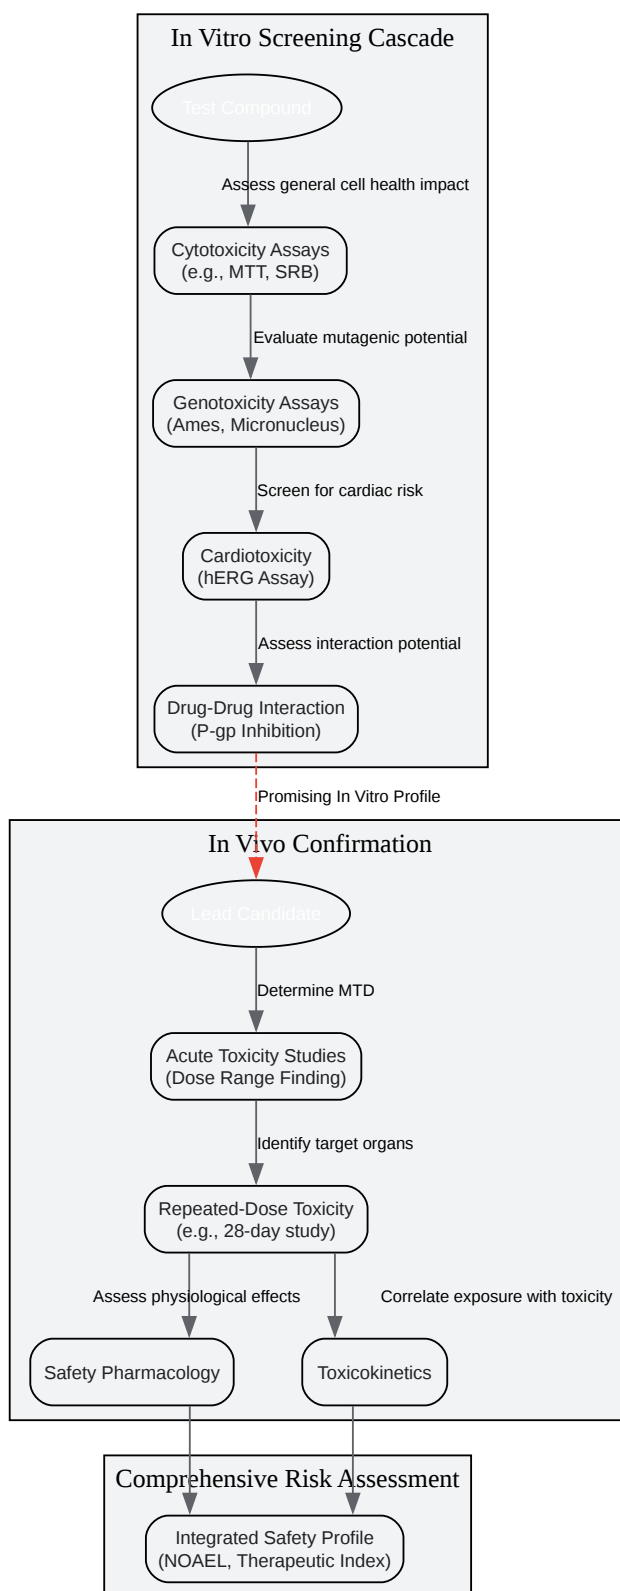 In Vitro Screening Cascade
Test Compound
Assess general cell health impact
Cytotoxicity Assays
(e.g., MTT, SRB)
Evaluate mutagenic potential
Genotoxicity Assays
(Ames, Micronucleus)
Screen for cardiac risk
Cardiotoxicity
(hERG Assay)
Assess interaction potential
Drug-Drug Interaction
(P-gp Inhibition)
Promising In Vitro Profile
In Vivo Confirmation
Lead Candidate
Determine MTD
Acute Toxicity Studies
(Dose Range Finding)
Identify target organs
Repeated-Dose Toxicity
(e.g., 28-day study)
Assess physiological effects
Correlate exposure with toxicity
Safety Pharmacology
Toxicokinetics
Comprehensive Risk Assessment
Integrated Safety Profile
(NOAEL, Therapeutic Index)